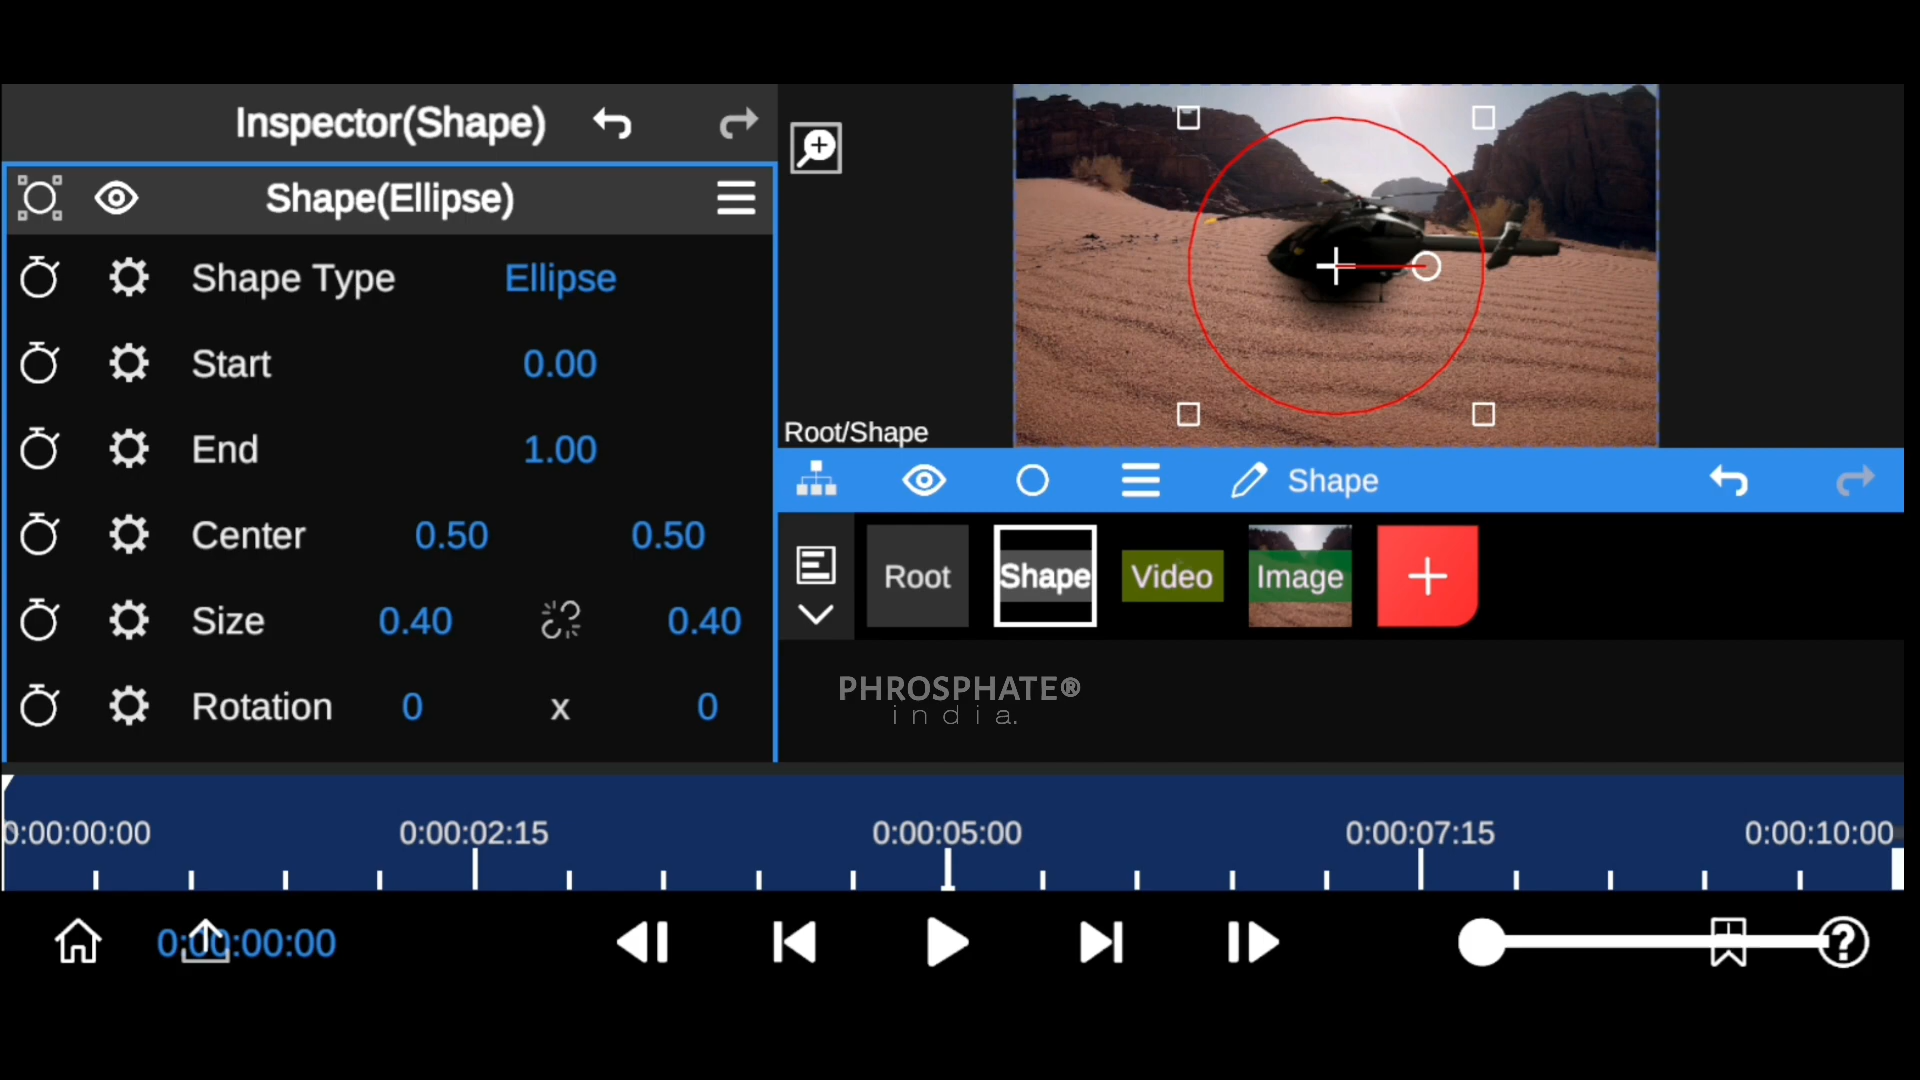 Inspector(Shape)
Shape(Ellipse)
Shape Type Ellipse
Start 0.00
End 1.00
Center 0.50 0.50
Size 0.40 0.40
Rotation 0 x 0
Root/Shape
Shape
Root Shape Video Image
PHROSPHATE®
india.
0:00:00:00 0:00:02:15 0:00:05:00 0:00:07:15 0:00:10:00
0:00:00:00